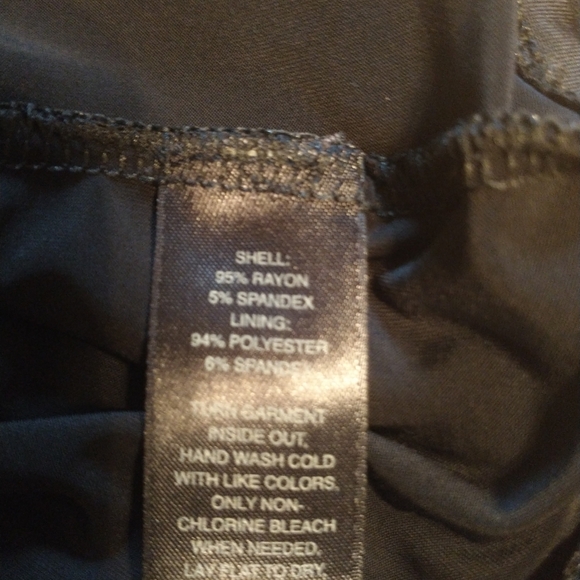 SHELL:
95% RAYON
5% SPANDEX
LINING:
94% POLYESTER
6% SPANDEX
TURN GARMENT
INSIDE OUT,
HAND WASH COLD
WITH LIKE COLORS,
ONLY NON-
CHLORINE BLEACH
WHEN NEEDED,
LAY FLAT TO DRY,